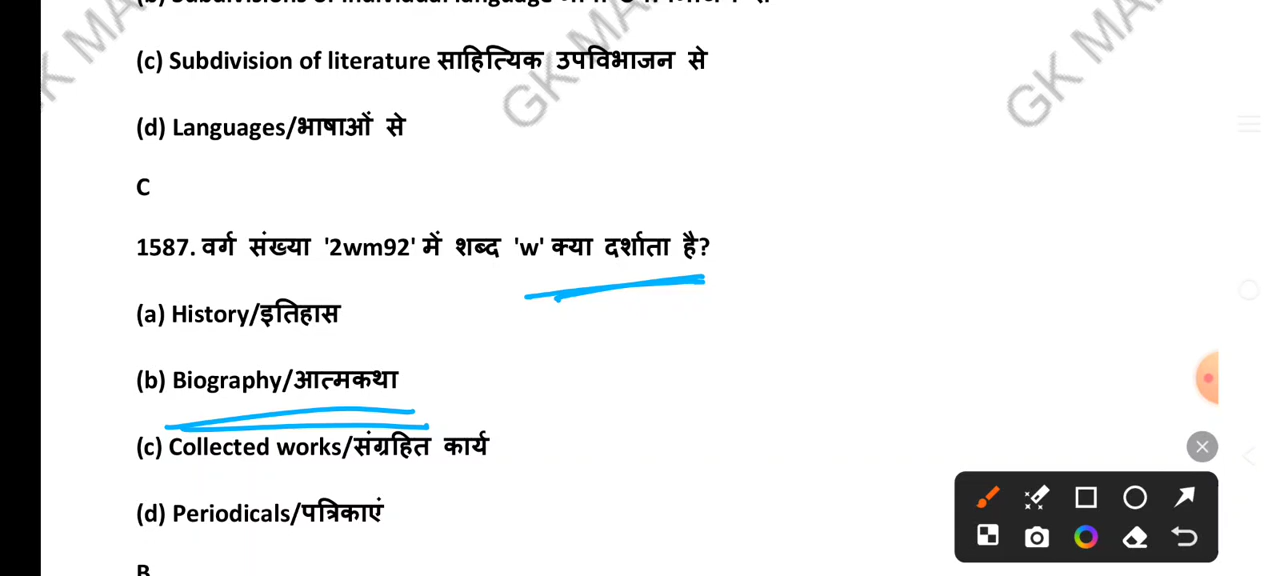 (c) Subdivision of literature साहित्यिक उपविभाजन से
(d) Languages/भाषाओं से
C
1587. वर्ग संख्या '2wm92' में शब्द 'w' क्या दर्शाता है?
(a) History/इतिहास
(b) Biography/आत्मकथा
(c) Collected works/संग्रहित कार्य
(d) Periodicals/पत्रिकाएं
B
GK MA
GK MA